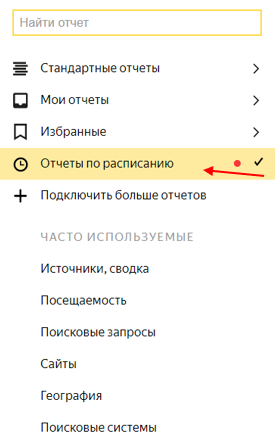 Найти отчет
Стандартные отчеты
Мои отчеты
Избранные
Отчеты по расписанию
Подключить больше отчетов
ЧАСТО ИСПОЛЬЗУЕМЫЕ
Источники, сводка
Посещаемость
Поисковые запросы
Сайты
География
Поисковые системы